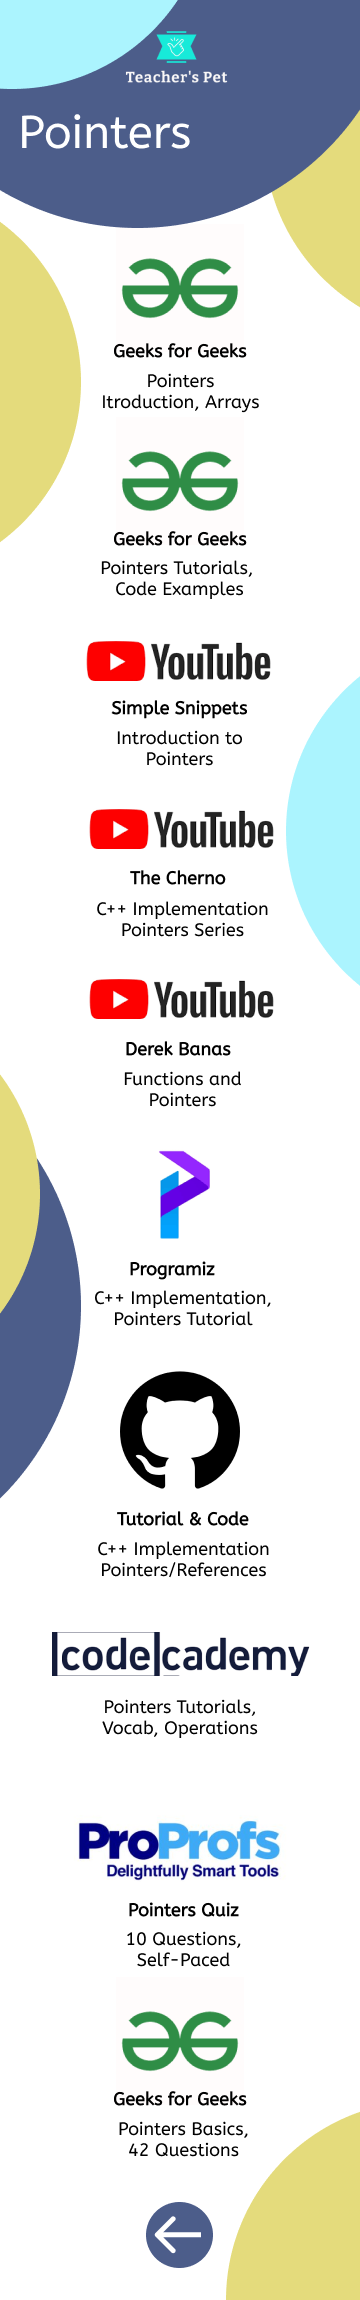 Teacher's Pet
Pointers
Geeks for Geeks
Pointers
Itroduction, Arrays
Geeks for Geeks
Pointers Tutorials,
Code Examples
YouTube
Simple Snippets
Introduction to
Pointers
YouTube
The Cherno
C++ Implementation
Pointers Series
YouTube
Derek Banas
Functions and
Pointers
Programiz
C++ Implementation,
Pointers Tutorial
Tutorial & Code
C++ Implementation
Pointers/References
codecademy
Pointers Tutorials,
Vocab, Operations
ProProfs
Delightfully Smart Tools
Pointers Quiz
10 Questions,
Self-Paced
Geeks for Geeks
Pointers Basics,
42 Questions